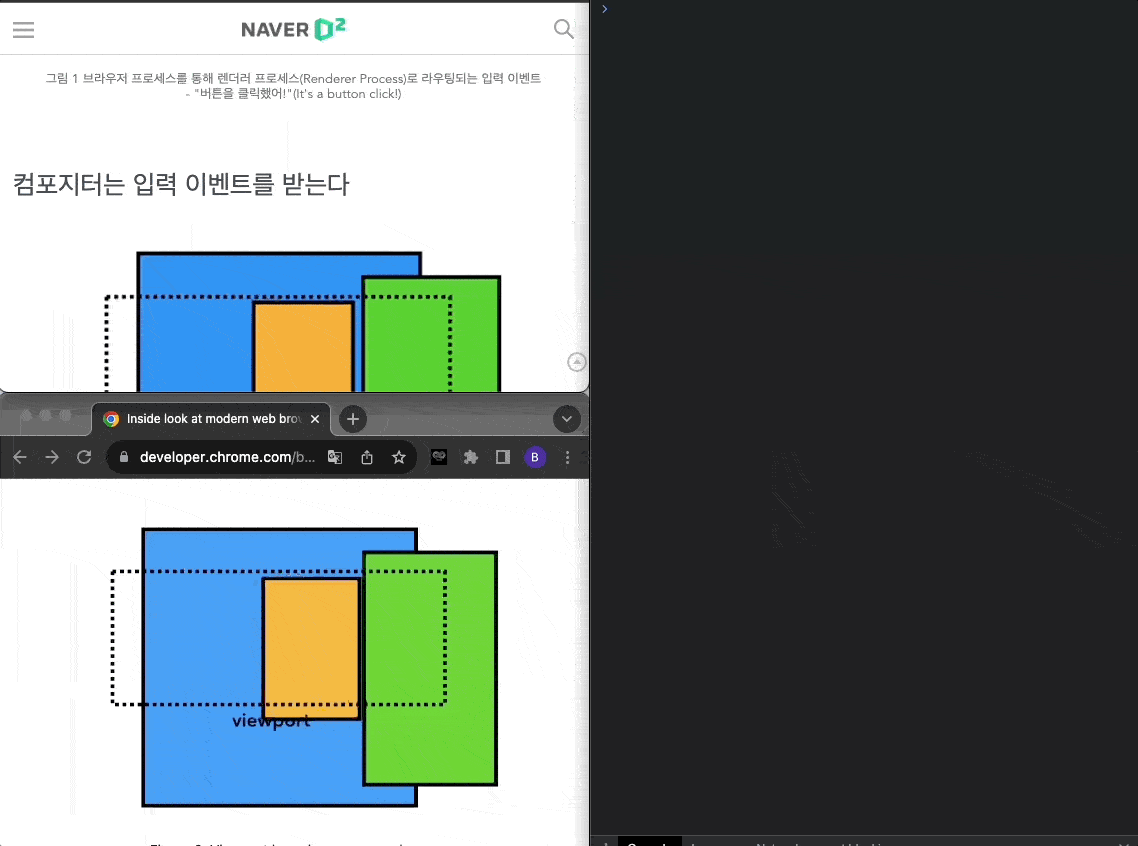 NAVER D2
그림 1 브라우저 프로세스를 통해 렌더러 프로세스(Renderer Process)로 라우팅되는 입력 이벤트
- "버튼을 클릭했어!"(It's a button click!)
컴포지터는 입력 이벤트를 받는다
Inside look at modern web brow
developer.chrome.com/b...
B
viewport